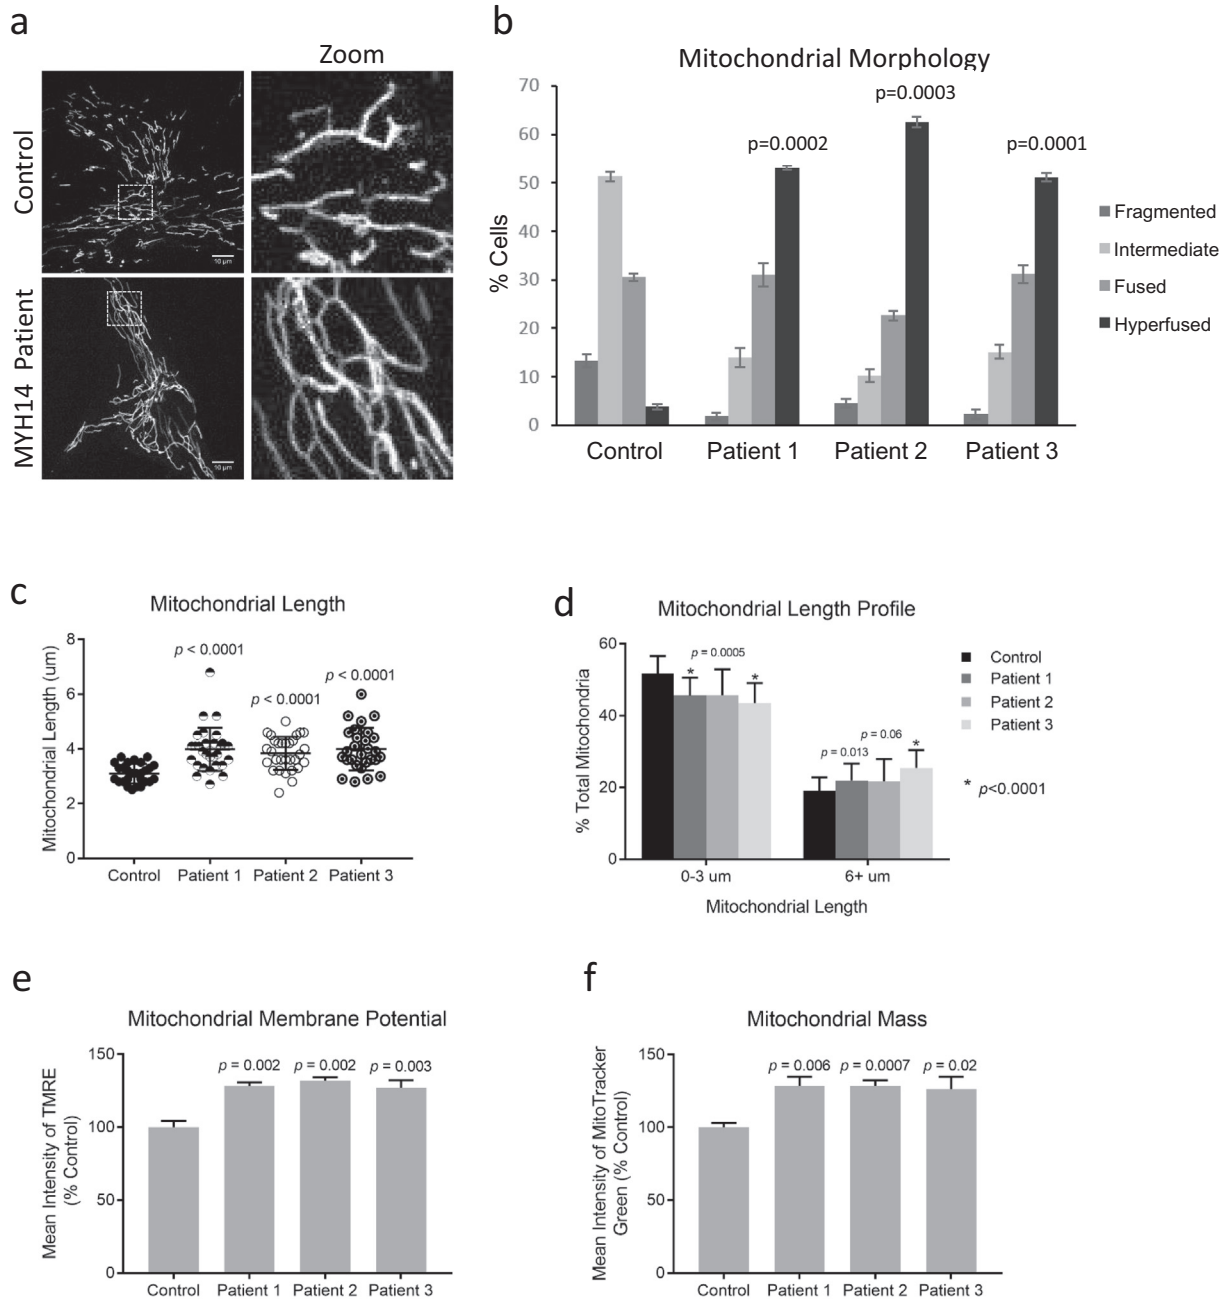 a
Zoom
Control
MYH14 Patient
10 µm
10 µm
b
Mitochondrial Morphology
% Cells
70
60
50
40
30
20
10
0
p=0.0002
p=0.0003
p=0.0001
Control
Patient 1
Patient 2
Patient 3
Fragmented
Intermediate
Fused
Hyperfused
c
Mitochondrial Length
Mitochondrial Length (um)
8
6
4
2
0
p < 0.0001
p < 0.0001
p < 0.0001
Control
Patient 1
Patient 2
Patient 3
d
Mitochondrial Length Profile
% Total Mitochondria
60
40
20
0
*
p = 0.0005
*
p = 0.013
p = 0.06
*
0-3 um
6+ um
Mitochondrial Length
Control
Patient 1
Patient 2
Patient 3
* p<0.0001
e
Mitochondrial Membrane Potential
Mean Intensity of TMRE
(% Control)
150
100
50
0
p = 0.002
p = 0.002
p = 0.003
Control
Patient 1
Patient 2
Patient 3
f
Mitochondrial Mass
Mean Intensity of MitoTracker
Green (% Control)
150
100
50
0
p = 0.006
p = 0.0007
p = 0.02
Control
Patient 1
Patient 2
Patient 3